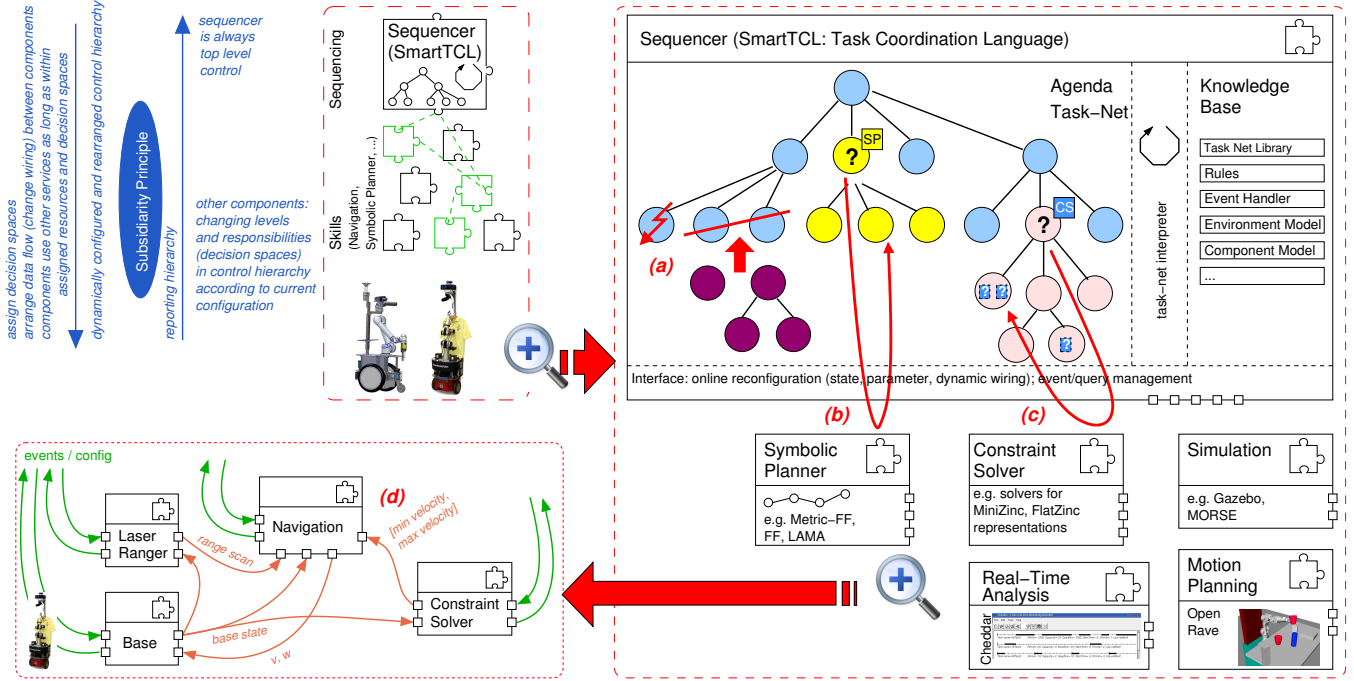 assign decision spaces
arrange data flow (change wiring) between components
components use other services as long as within
assigned resources and decision spaces
Subsidiarity Principle
dynamically configured and rearranged control hierarchy
reporting hierarchy
sequencer
is always
top level
control
other components:
changing levels
and responsibilities
(decision spaces)
in control hierarchy
according to current
configuration
Sequencing
Sequencer
(SmartTCL)
Skills
(Navigation,
Symbolic Planner, ...)
Sequencer (SmartTCL: Task Coordination Language)
Agenda
Task-Net
SP
?
CS
?
? ?
?
(a)
task-net interpreter
Knowledge
Base
Task Net Library
Rules
Event Handler
Environment Model
Component Model
...
Interface: online reconfiguration (state, parameter, dynamic wiring); event/query management
(b)
(c)
Symbolic
Planner
e.g. Metric-FF,
FF, LAMA
Constraint
Solver
e.g. solvers for
MiniZinc, FlatZinc
representations
Simulation
e.g. Gazebo,
MORSE
Real-Time
Analysis
Cheddar
Motion
Planning
Open
Rave
events / config
Laser
Ranger
range scan
Navigation
(d)
[min velocity,
max velocity]
Constraint
Solver
Base
base state
v, w